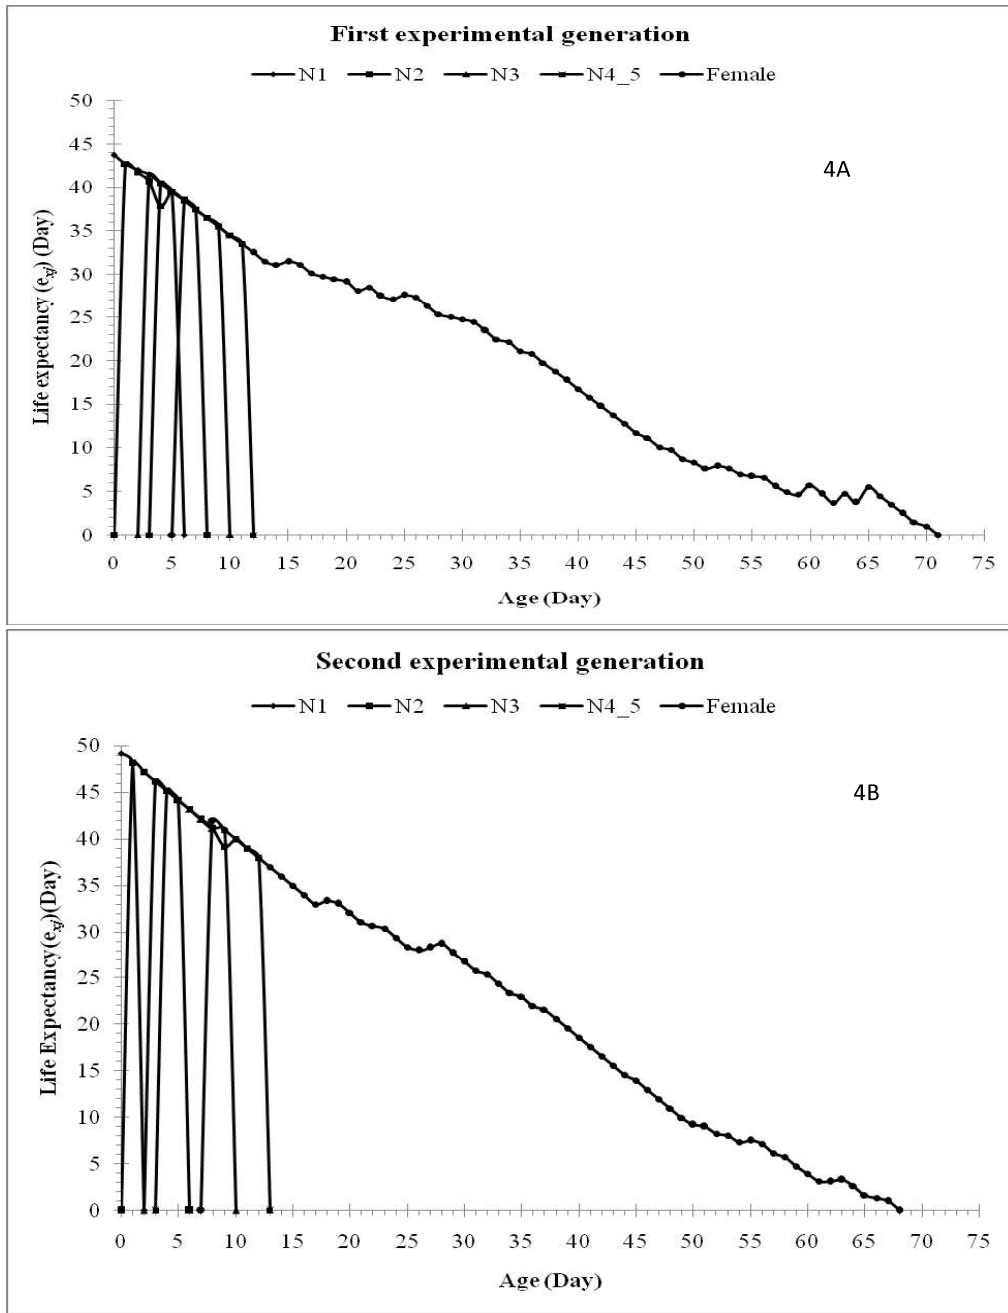 First experimental generation
N1 N2 N3 N4_5 Female
4A
Life expectancy (exj) (Day)
50
45
40
35
30
25
20
15
10
5
0
0 5 10 15 20 25 30 35 40 45 50 55 60 65 70 75
Age (Day)
Second experimental generation
N1 N2 N3 N4_5 Female
4B
Life Expectancy(exj)(Day)
50
45
40
35
30
25
20
15
10
5
0
0 5 10 15 20 25 30 35 40 45 50 55 60 65 70 75
Age (Day)